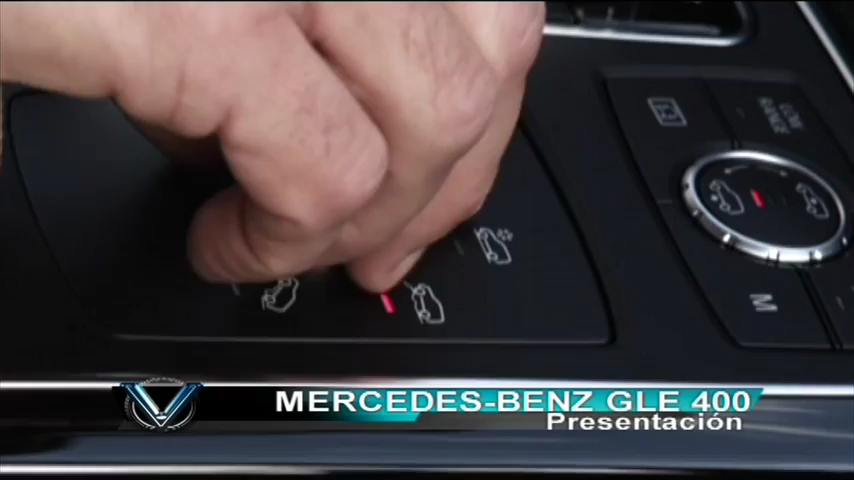 LOW
RANGE
M
MERCEDES-BENZ GLE 400
Presentación